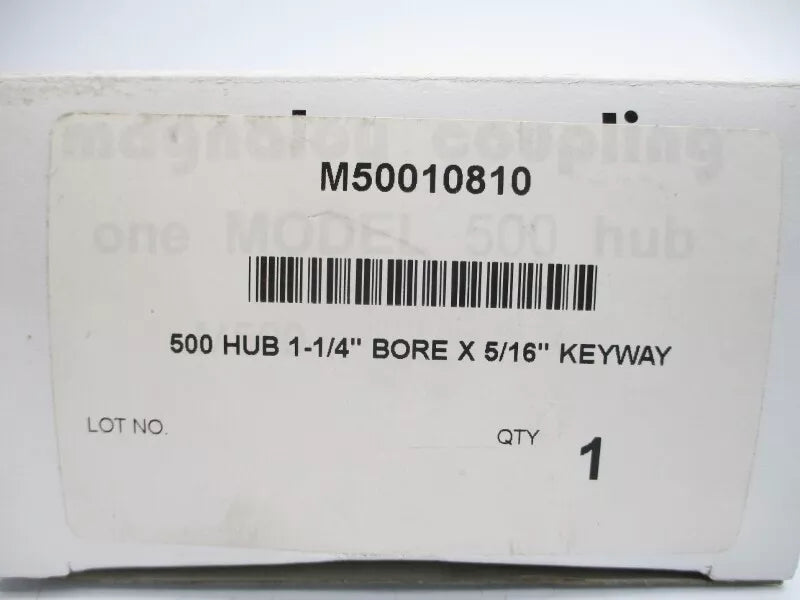 magnaloy coupling
M50010810
one MODEL 500 hub
500 HUB 1-1/4" BORE X 5/16" KEYWAY
LOT NO.
QTY 1